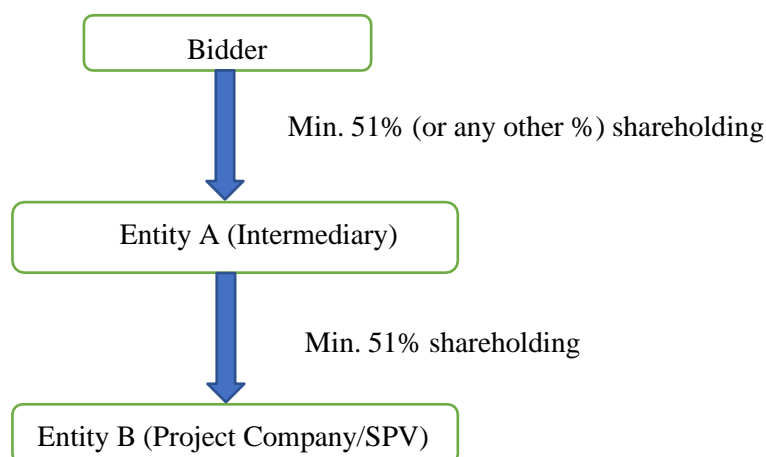 Bidder
Min. 51% (or any other %) shareholding
Entity A (Intermediary)
Min. 51% shareholding
Entity B (Project Company/SPV)